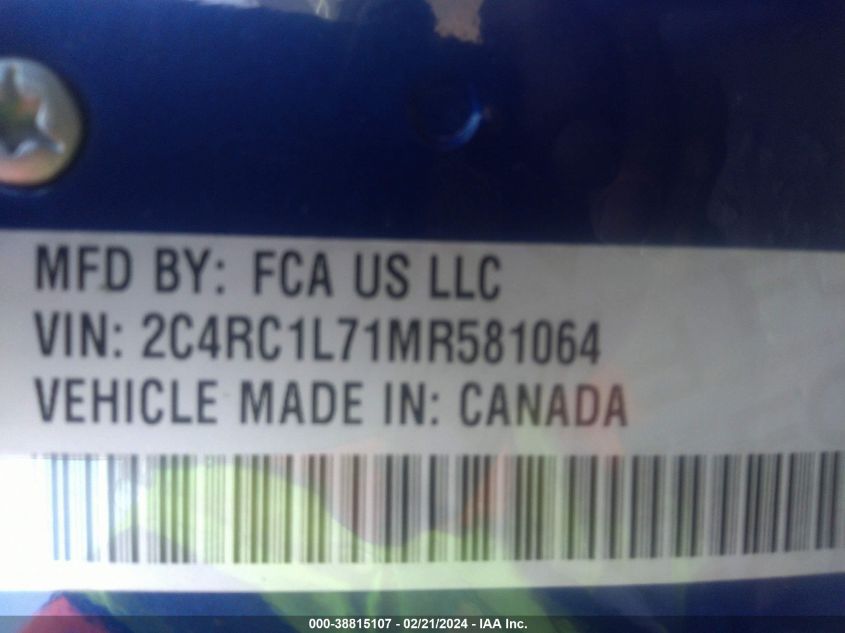 MFD BY: FCA US LLC
VIN: 2C4RC1L71MR581064
VEHICLE MADE IN: CANADA
000-38815107 - 02/21/2024 - IAA Inc.